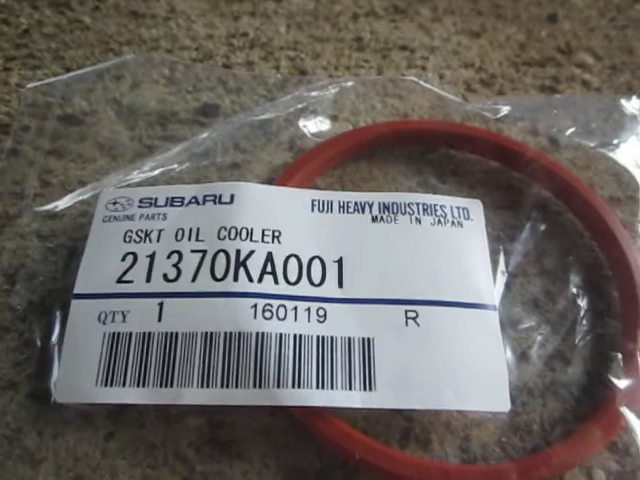 SUBARU FUJI HEAVY INDUSTRIES LTD.
GENUINE PARTS MADE IN JAPAN
GSKT OIL COOLER
21370KA001
QTY 1 160119 R